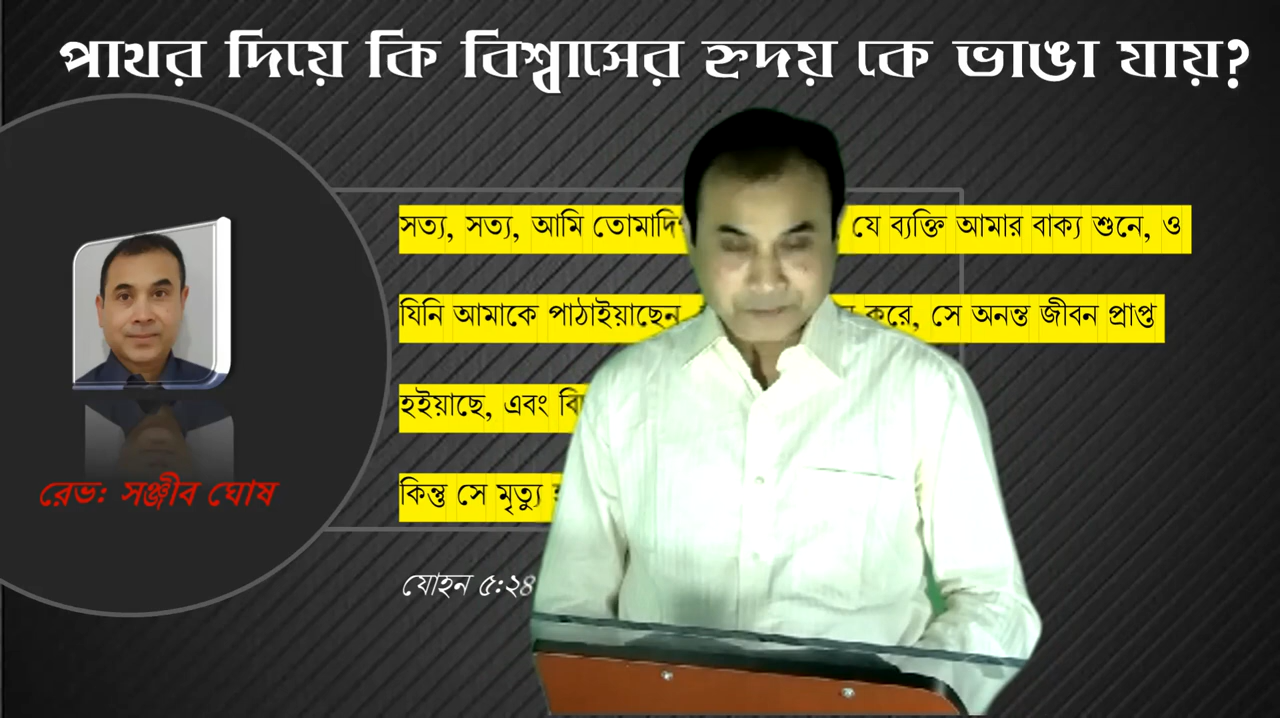 পাথর দিয়ে কি বিশ্বাসের হৃদয় কে ভাঙা যায়?
সত্য, সত্য, আমি যে ব্যক্তি আমার বাক্য শুনে, ও
যিনি আমাকে পাঠাইয়াছেন, করে, সে অনন্ত জীবন প্রাপ্ত
হইয়াছে, এবং
কিন্তু সে মৃত্যু
যোহন ৫:২৪
রেভ: সঞ্জীব ঘোষ